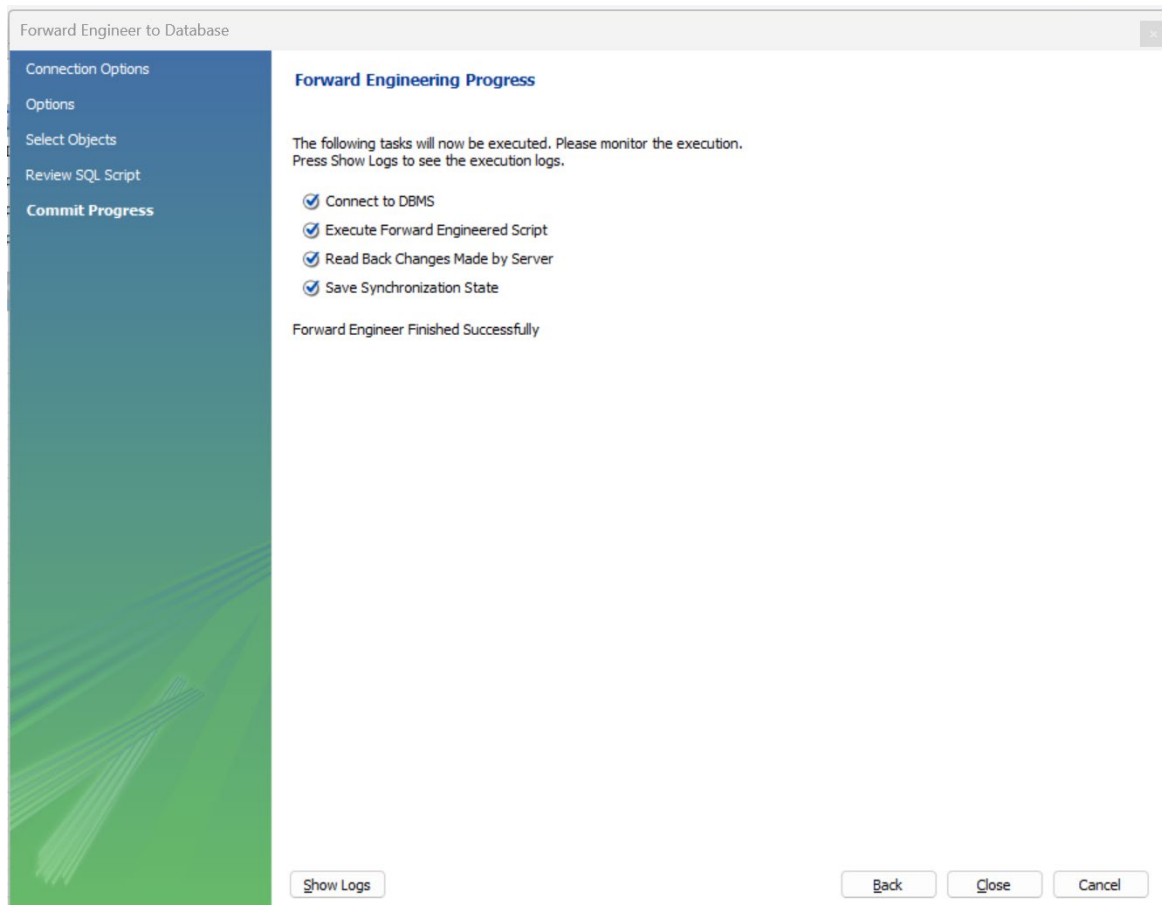 Forward Engineer to Database
Connection Options
Options
Select Objects
Review SQL Script
Commit Progress
Forward Engineering Progress
The following tasks will now be executed. Please monitor the execution.
Press Show Logs to see the execution logs.
Connect to DBMS
Execute Forward Engineered Script
Read Back Changes Made by Server
Save Synchronization State
Forward Engineer Finished Successfully
Show Logs
Back
Close
Cancel